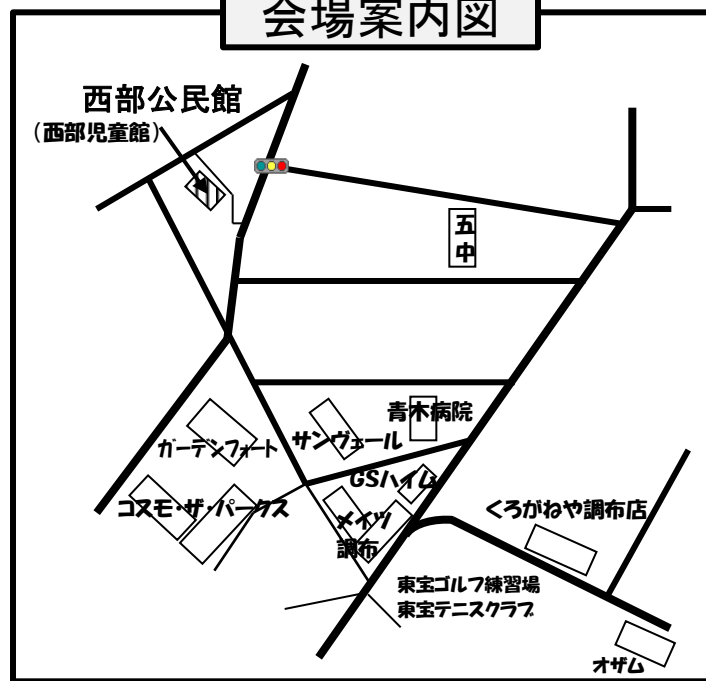 会場案内図
西部公民館
(西部児童館)
五
中
青木病院
サンヴェール
ガーデンフォート
GSハイム
コスモ・ザ・パークス
メイツ
調布
くろがねや調布店
東宝ゴルフ練習場
東宝テニスクラブ
オザム